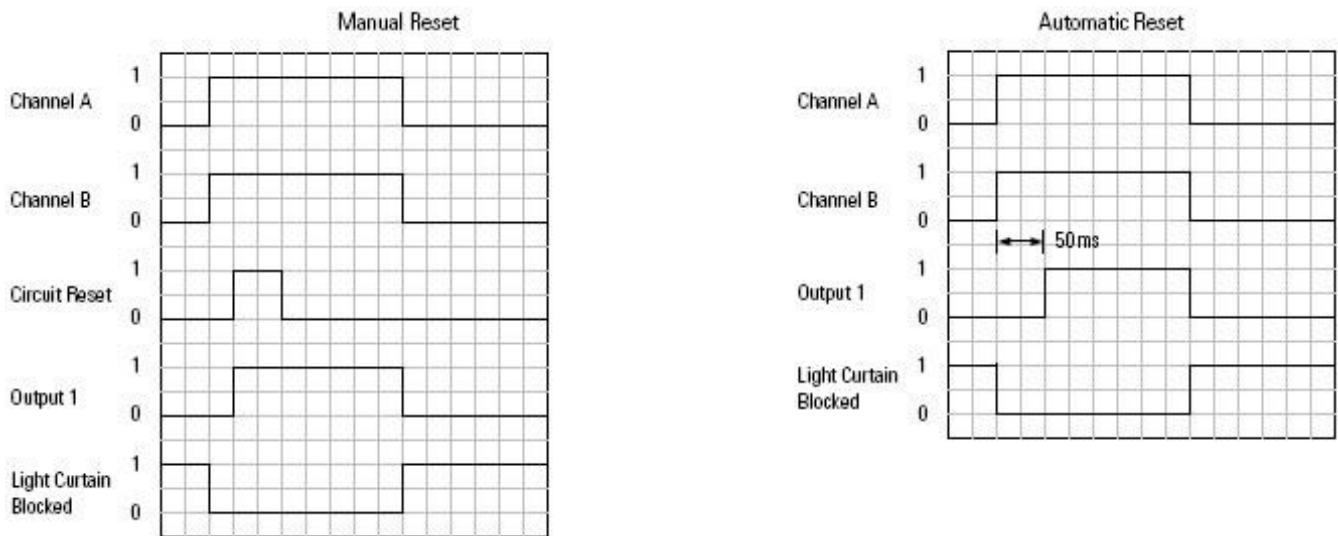 Manual Reset
Channel A
1
0
Channel B
1
0
Circuit Reset
1
0
Output 1
1
0
Light Curtain
Blocked
1
0
Automatic Reset
Channel A
1
0
Channel B
1
0
50 ms
Output 1
1
0
Light Curtain
Blocked
1
0